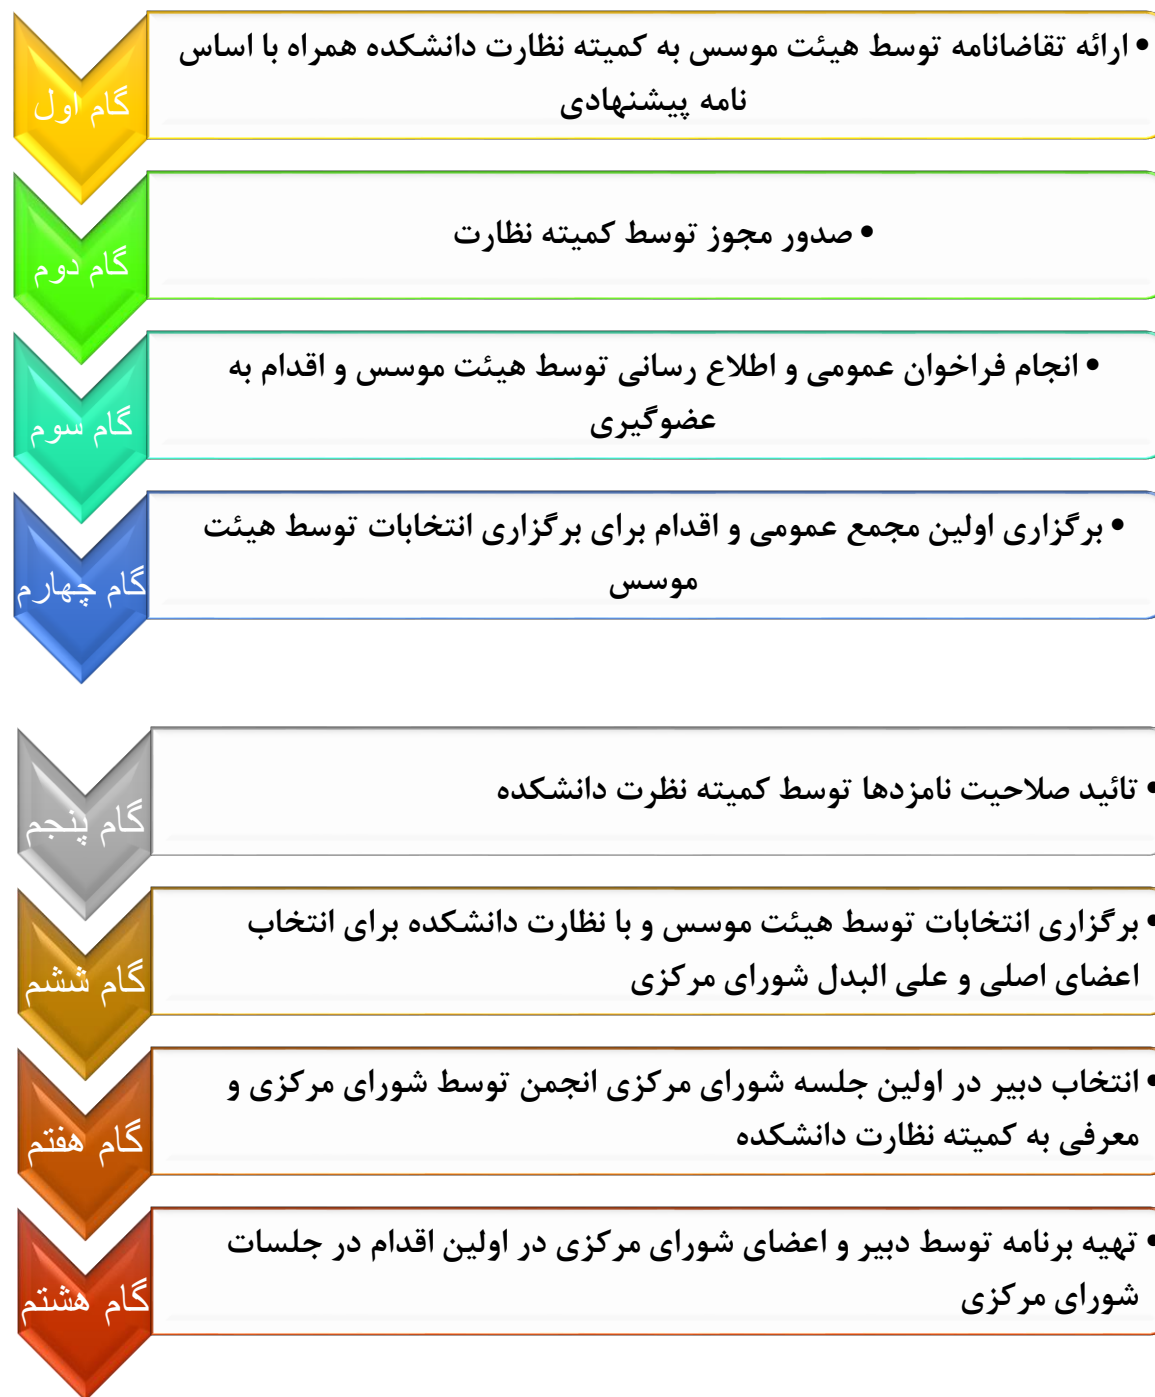 گام اول
• ارائه تقاضانامه توسط هیئت موسس به کمیته نظارت دانشکده همراه با اساس
نامه پیشنهادی
گام دوم
• صدور مجوز توسط کمیته نظارت
گام سوم
• انجام فراخوان عمومی و اطلاع رسانی توسط هیئت موسس و اقدام به
عضوگیری
گام چهارم
• برگزاری اولین مجمع عمومی و اقدام برای برگزاری انتخابات توسط هیئت
موسس
گام پنجم
• تائید صلاحیت نامزدها توسط کمیته نظرت دانشکده
گام ششم
• برگزاری انتخابات توسط هیئت موسس و با نظارت دانشکده برای انتخاب
اعضای اصلی و علی البدل شورای مرکزی
گام هفتم
• انتخاب دبیر در اولین جلسه شورای مرکزی انجمن توسط شورای مرکزی و
معرفی به کمیته نظارت دانشکده
گام هشتم
• تهیه برنامه توسط دبیر و اعضای شورای مرکزی در اولین اقدام در جلسات
شورای مرکزی